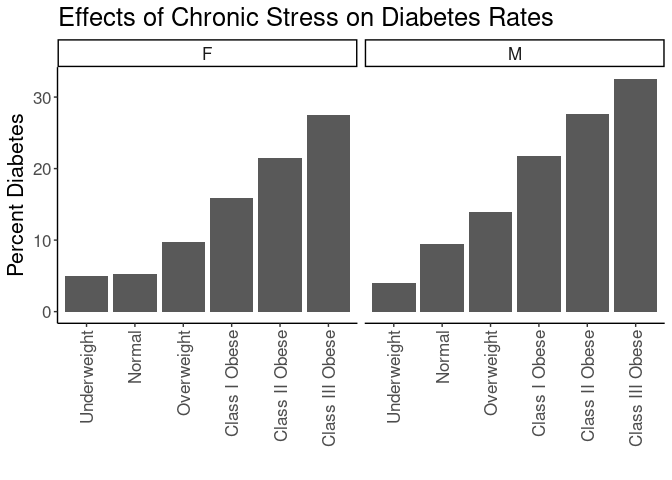 Effects of Chronic Stress on Diabetes Rates
F
M
Percent Diabetes
30
20
10
0
Underweight
Normal
Overweight
Class I Obese
Class II Obese
Class III Obese
Underweight
Normal
Overweight
Class I Obese
Class II Obese
Class III Obese